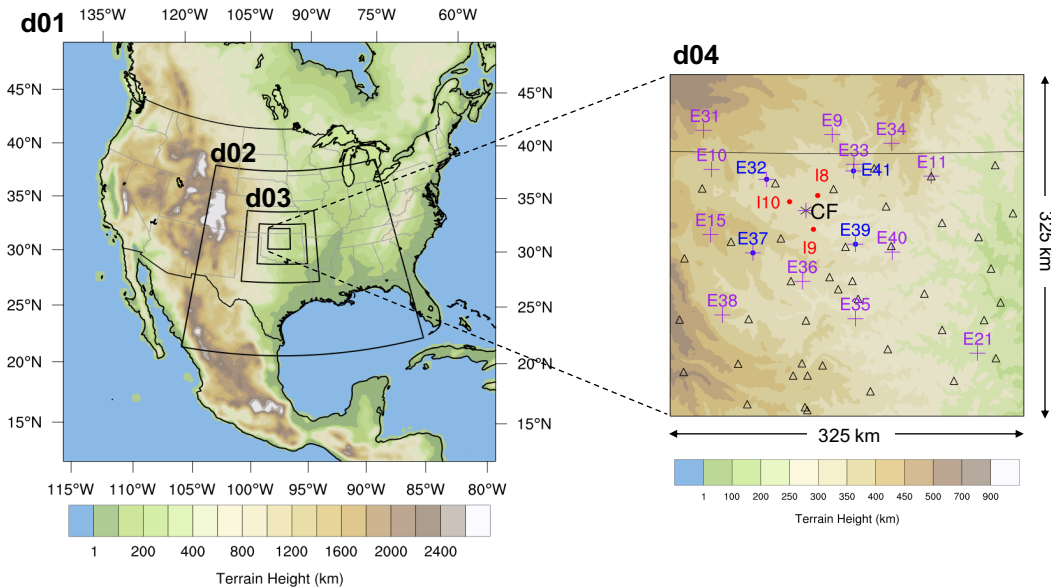 135°W 120°W 105°W 90°W 75°W 60°W
d01
d04
45°N 45°N
40°N 40°N
35°N 35°N
30°N 30°N
25°N 25°N
20°N 20°N
15°N 15°N
d02
d03
115°W 110°W 105°W 100°W 95°W 90°W 85°W 80°W
1 200 400 800 1200 1600 2000 2400
Terrain Height (km)
E31 E9 E34
E10 E32 E33 E41 E11
I8
I10 CF
E15 E37 I9 E39 E40
E36
E38 E35
E21
325 km
325 km
1 100 200 250 300 350 400 450 500 700 900
Terrain Height (km)